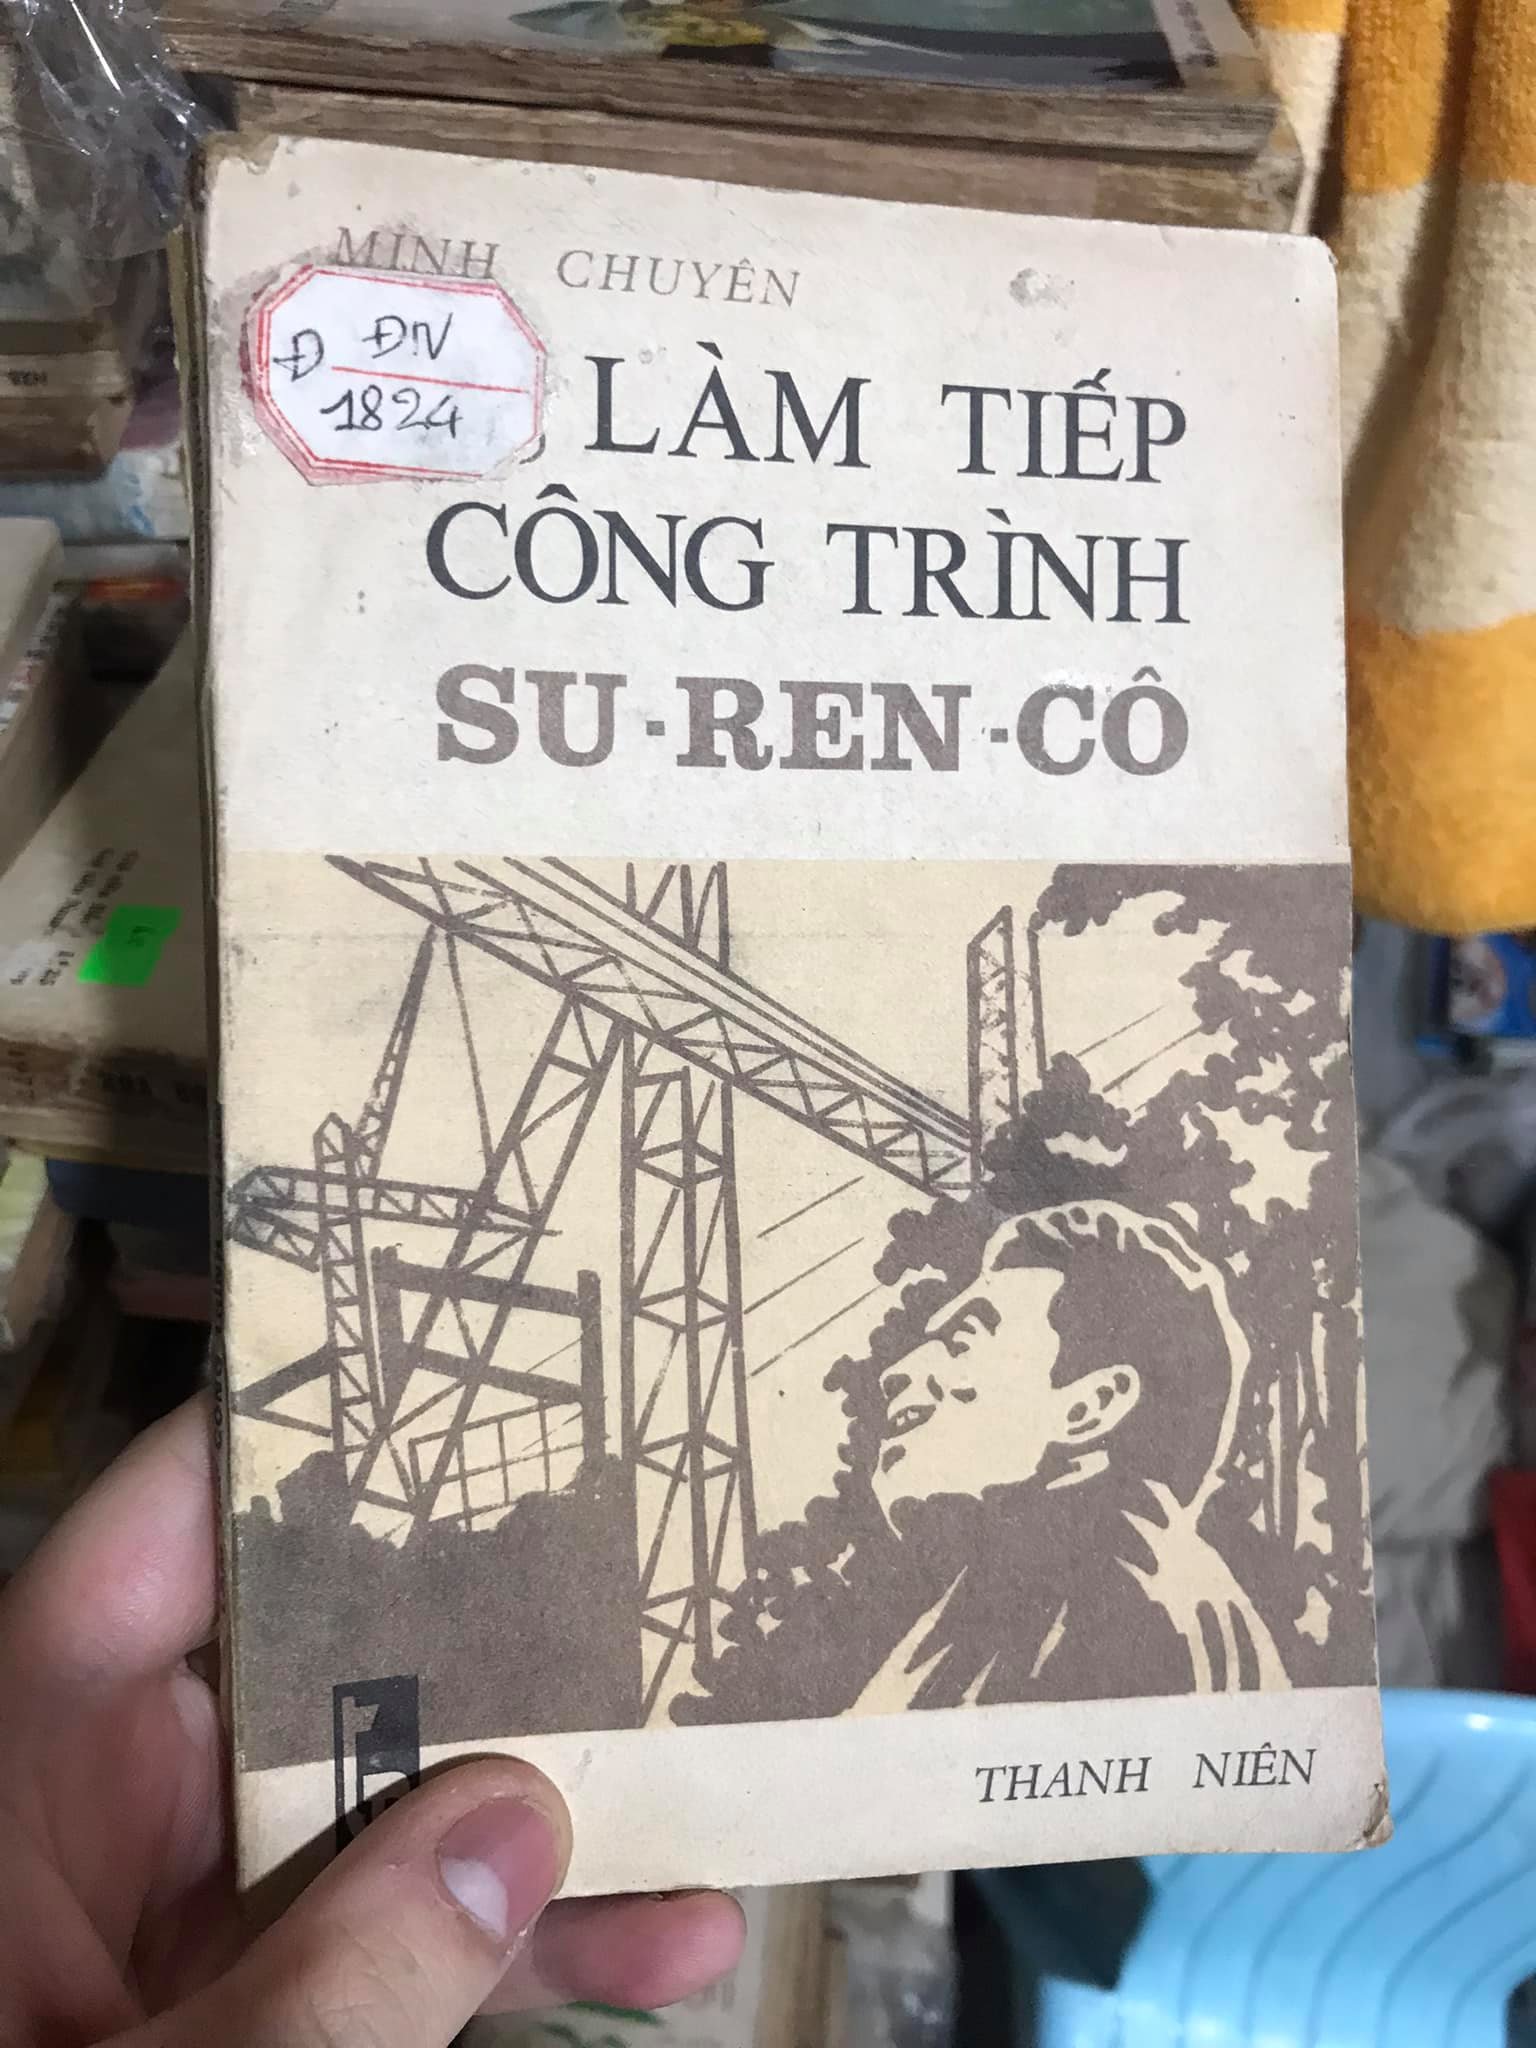 MINH CHUYÊN
Đ ĐN
1824
LÀM TIẾP
CÔNG TRÌNH
SU-REN-CÔ
THANH NIÊN